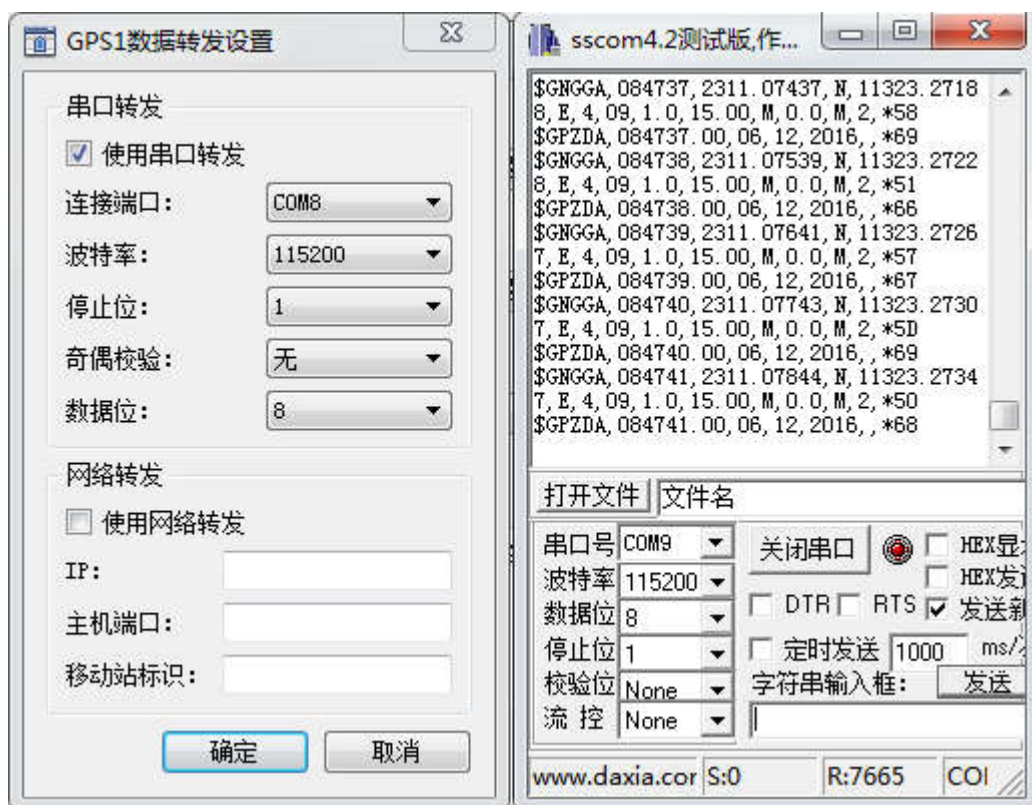 GPS1数据转发设置
串口转发
使用串口转发
连接端口: COM8
波特率: 115200
停止位: 1
奇偶校验: 无
数据位: 8
网络转发
使用网络转发
IP:
主机端口:
移动站标识:
确定 取消
sscom4.2测试版,作...
$GNGGA,084737,2311.07437,N,11323.2718
8,E,4,09,1.0,15.00,M,0.0,M,2,*58
$GPZDA,084737.00,06,12,2016,,*69
$GNGGA,084738,2311.07539,N,11323.2722
8,E,4,09,1.0,15.00,M,0.0,M,2,*51
$GPZDA,084738.00,06,12,2016,,*66
$GNGGA,084739,2311.07641,N,11323.2726
7,E,4,09,1.0,15.00,M,0.0,M,2,*57
$GPZDA,084739.00,06,12,2016,,*67
$GNGGA,084740,2311.07743,N,11323.2730
7,E,4,09,1.0,15.00,M,0.0,M,2,*5D
$GPZDA,084740.00,06,12,2016,,*69
$GNGGA,084741,2311.07844,N,11323.2734
7,E,4,09,1.0,15.00,M,0.0,M,2,*50
$GPZDA,084741.00,06,12,2016,,*68
打开文件 文件名
串口号 COM9 关闭串口 HEX显
波特率 115200 HEX发
数据位 8 DTR RTS 发送新
停止位 1 定时发送 1000 ms/
校验位 None 字符串输入框: 发送
流 控 None
www.daxia.cor S:0 R:7665 COI